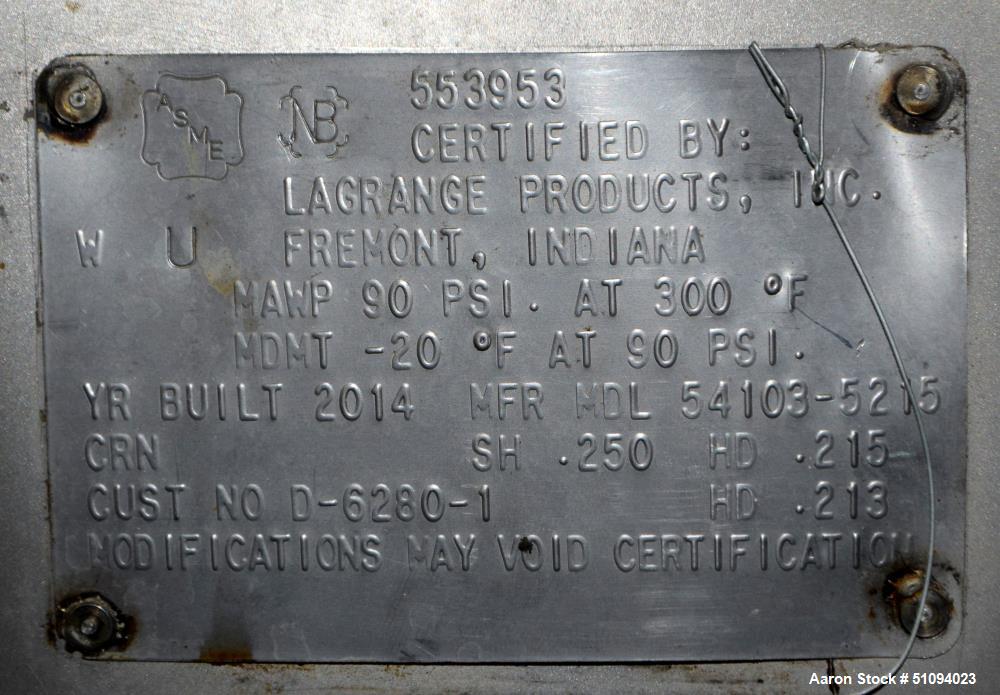 ASME NB 553953
CERTIFIED BY:
LAGRANGE PRODUCTS, INC.
W U FREMONT, INDIANA
MAWP 90 PSI. AT 300 °F
MDMT -20 °F AT 90 PSI.
YR BUILT 2014 MFR MDL 54103-5215
CRN SH .250 HD .215
CUST NO D-6280-1 HD .213
MODIFICATIONS MAY VOID CERTIFICATION
Aaron Stock # 51094023